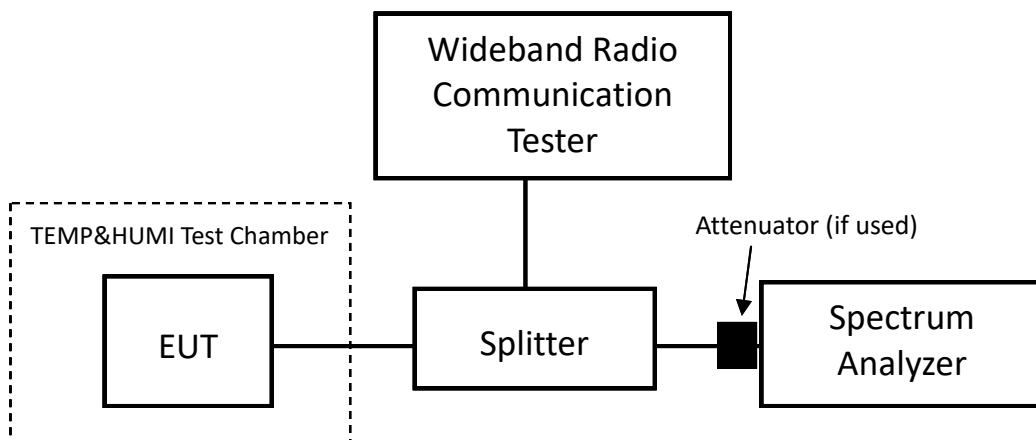 Wideband Radio
Communication
Tester
TEMP&HUMI Test Chamber
Attenuator (if used)
EUT
Splitter
Spectrum
Analyzer